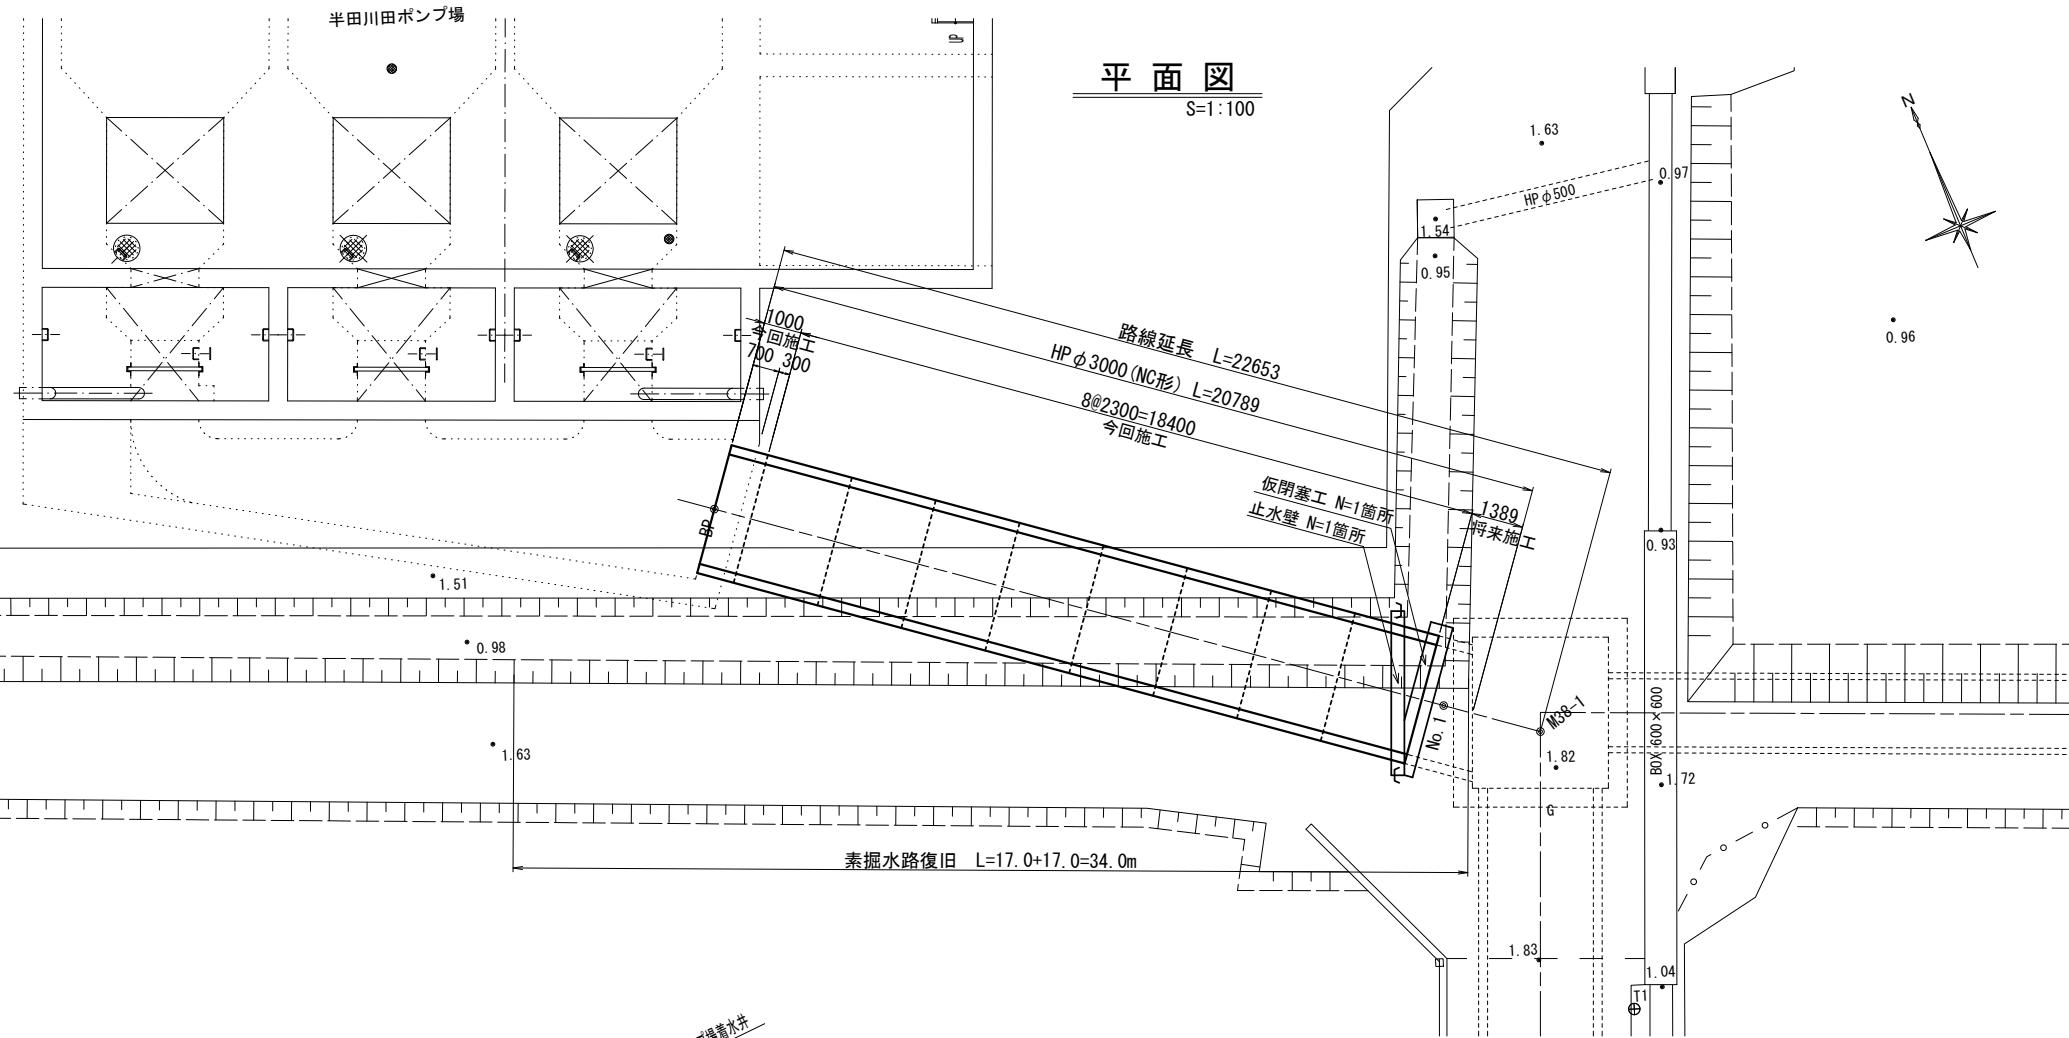 半田川田ポンプ場
UP
平面図
S=1:100
N
1.63
0.97
HPφ500
1.54
0.95
0.96
路線延長 L=22653
HPφ3000(NC形) L=20789
8@2300=18400
今回施工
1000
今回施工
700 300
仮閉塞工 N=1箇所
止水壁 N=1箇所
1389
将来施工
0.93
BP
1.51
0.98
1.63
No.1
M38-1
1.82
BOX 600×600
1.72
G
素掘水路復旧 L=17.0+17.0=34.0m
1.83
1.04
T1
場着水井